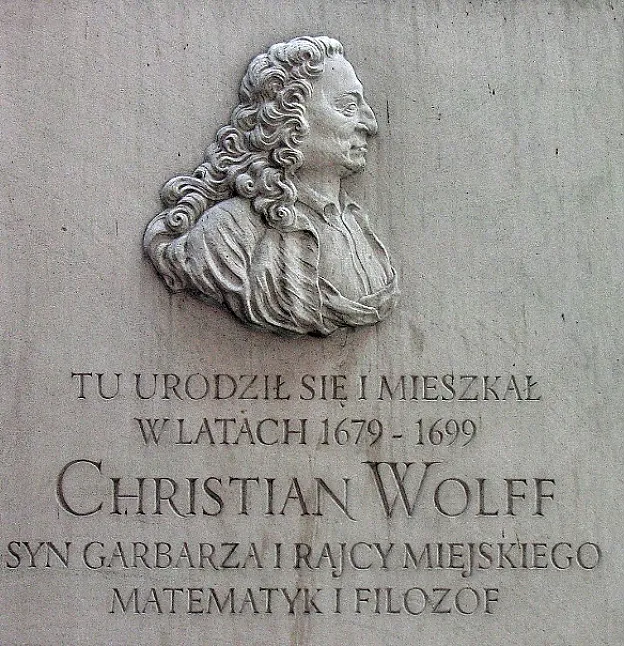 TU URODZIŁ SIĘ I MIESZKAŁ
W LATACH 1679 - 1699
CHRISTIAN WOLFF
SYN GARBARZA I RAJCY MIEJSKIEGO
MATEMATYK I FILOZOF